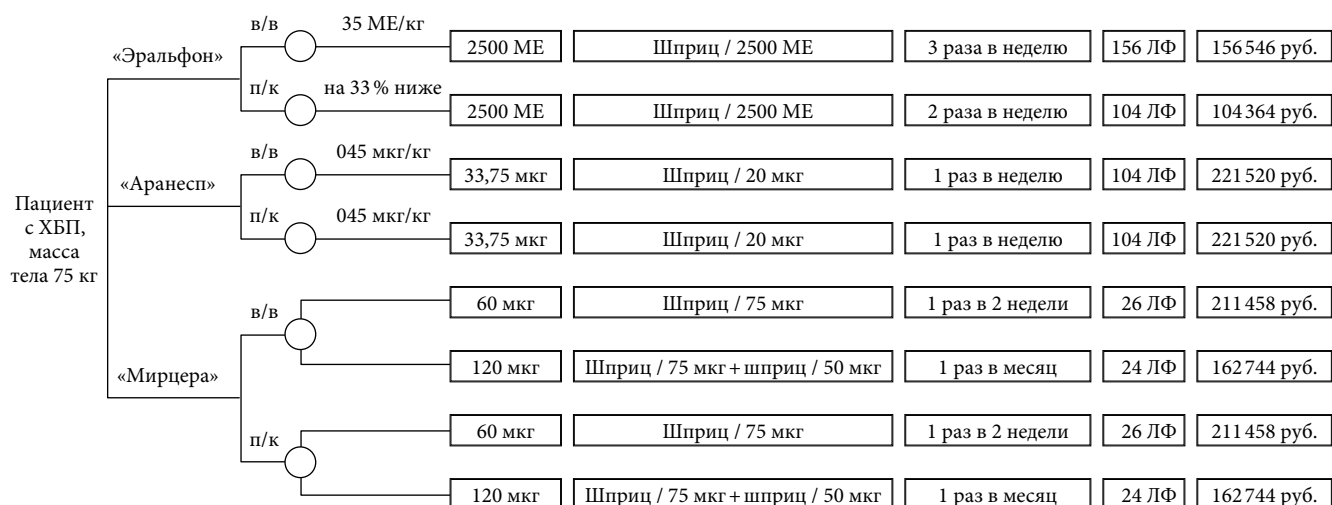 в/в
35 МЕ/кг
2500 МЕ
Шприц / 2500 МЕ
3 раза в неделю
156 ЛФ
156 546 руб.
«Эральфон»
п/к
на 33 % ниже
2500 МЕ
Шприц / 2500 МЕ
2 раза в неделю
104 ЛФ
104 364 руб.
в/в
045 мкг/кг
33,75 мкг
Шприц / 20 мкг
1 раз в неделю
104 ЛФ
221 520 руб.
«Аранесп»
Пациент
с ХБП,
масса
тела 75 кг
п/к
045 мкг/кг
33,75 мкг
Шприц / 20 мкг
1 раз в неделю
104 ЛФ
221 520 руб.
в/в
60 мкг
Шприц / 75 мкг
1 раз в 2 недели
26 ЛФ
211 458 руб.
«Мирцера»
120 мкг
Шприц / 75 мкг + шприц / 50 мкг
1 раз в месяц
24 ЛФ
162 744 руб.
п/к
60 мкг
Шприц / 75 мкг
1 раз в 2 недели
26 ЛФ
211 458 руб.
120 мкг
Шприц / 75 мкг + шприц / 50 мкг
1 раз в месяц
24 ЛФ
162 744 руб.